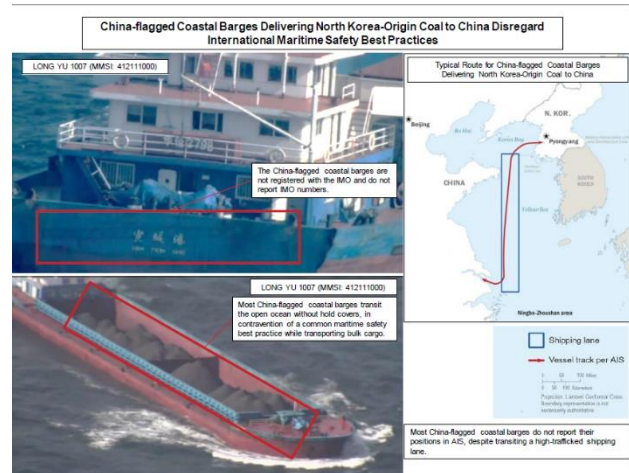 China-flagged Coastal Barges Delivering North Korea-Origin Coal to China Disregard
International Maritime Safety Best Practices
LONG YU 1007 (MMSI: 412111000)
The China-flagged coastal barges are
not registered with the IMO and do not
report IMO numbers.
LONG YU 1007 (MMSI: 412111000)
Most China-flagged coastal barges transit
the open ocean without hold covers, in
contravention of a common maritime safety
best practice while transporting bulk cargo.
Typical Route for China-flagged Coastal Barges
Delivering North Korea-Origin Coal to China
N. KOR.
Beijing
Bo Hai
Korea Bay
Pyongyang
CHINA
SOUTH
KOREA
Yellow Sea
Ningbo-Zhoushan area
Shipping lane
Vessel track per AIS
Most China-flagged coastal barges do not report their
positions in AIS, despite transiting a high-trafficked shipping
lane.